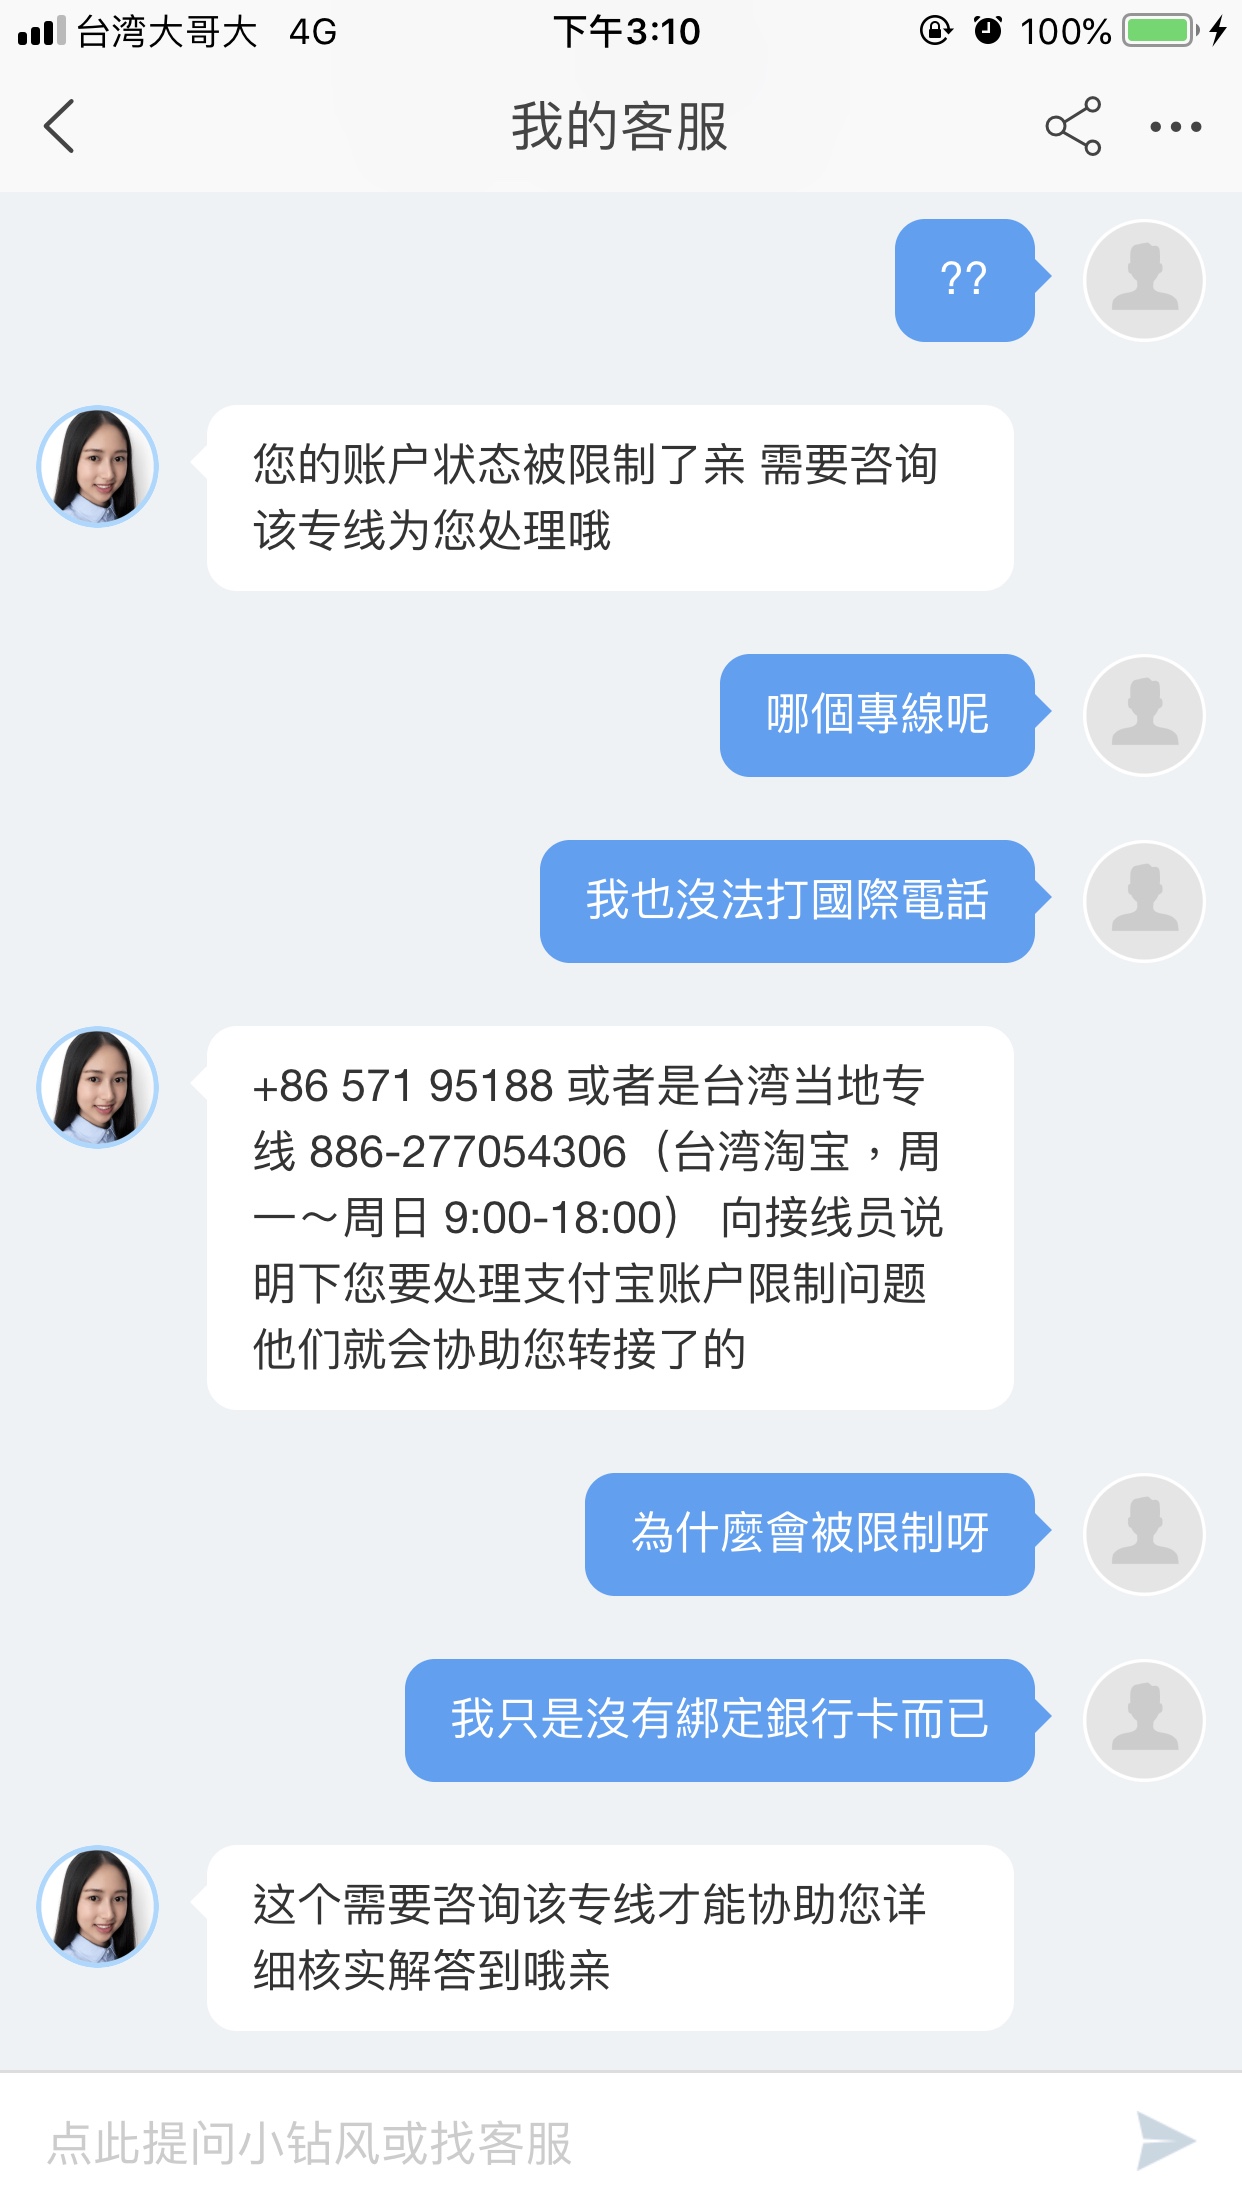 台湾大哥大 4G 下午3:10 100%
我的客服
??
您的账户状态被限制了亲 需要咨询
该专线为您处理哦
哪個專線呢
我也沒法打國際電話
+86 571 95188 或者是台湾当地专
线 886-277054306（台湾淘宝，周
一～周日 9:00-18:00） 向接线员说
明下您要处理支付宝账户限制问题
他们就会协助您转接了的
為什麼會被限制呀
我只是沒有綁定銀行卡而已
这个需要咨询该专线才能协助您详
细核实解答到哦亲
点此提问小钻风或找客服